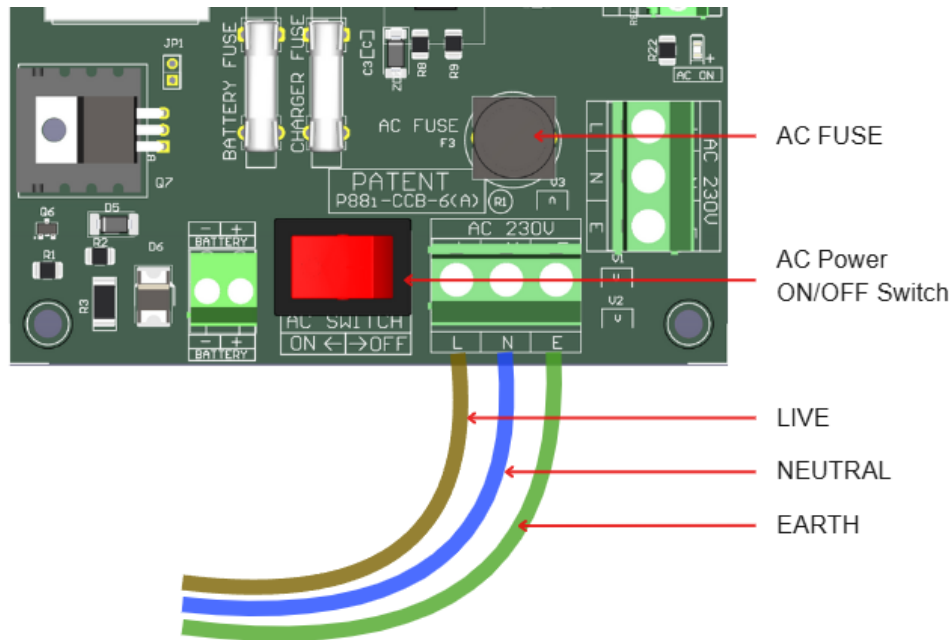 JP1
BATTERY FUSE
CHARGER FUSE
C3
C
R8
R9
R22
+
AC ON
AC FUSE
F3
AC FUSE
L
N
E
AC 230V
Q7
PATENT
P881-CCB-6(A)
R1
V3
Q6
D5
R1
R2
D6
R3
- +
BATTERY
- +
BATTERY
AC 230V
V1
V2
AC Power
ON/OFF Switch
AC SWITCH
ON ← → OFF
L N E
LIVE
NEUTRAL
EARTH